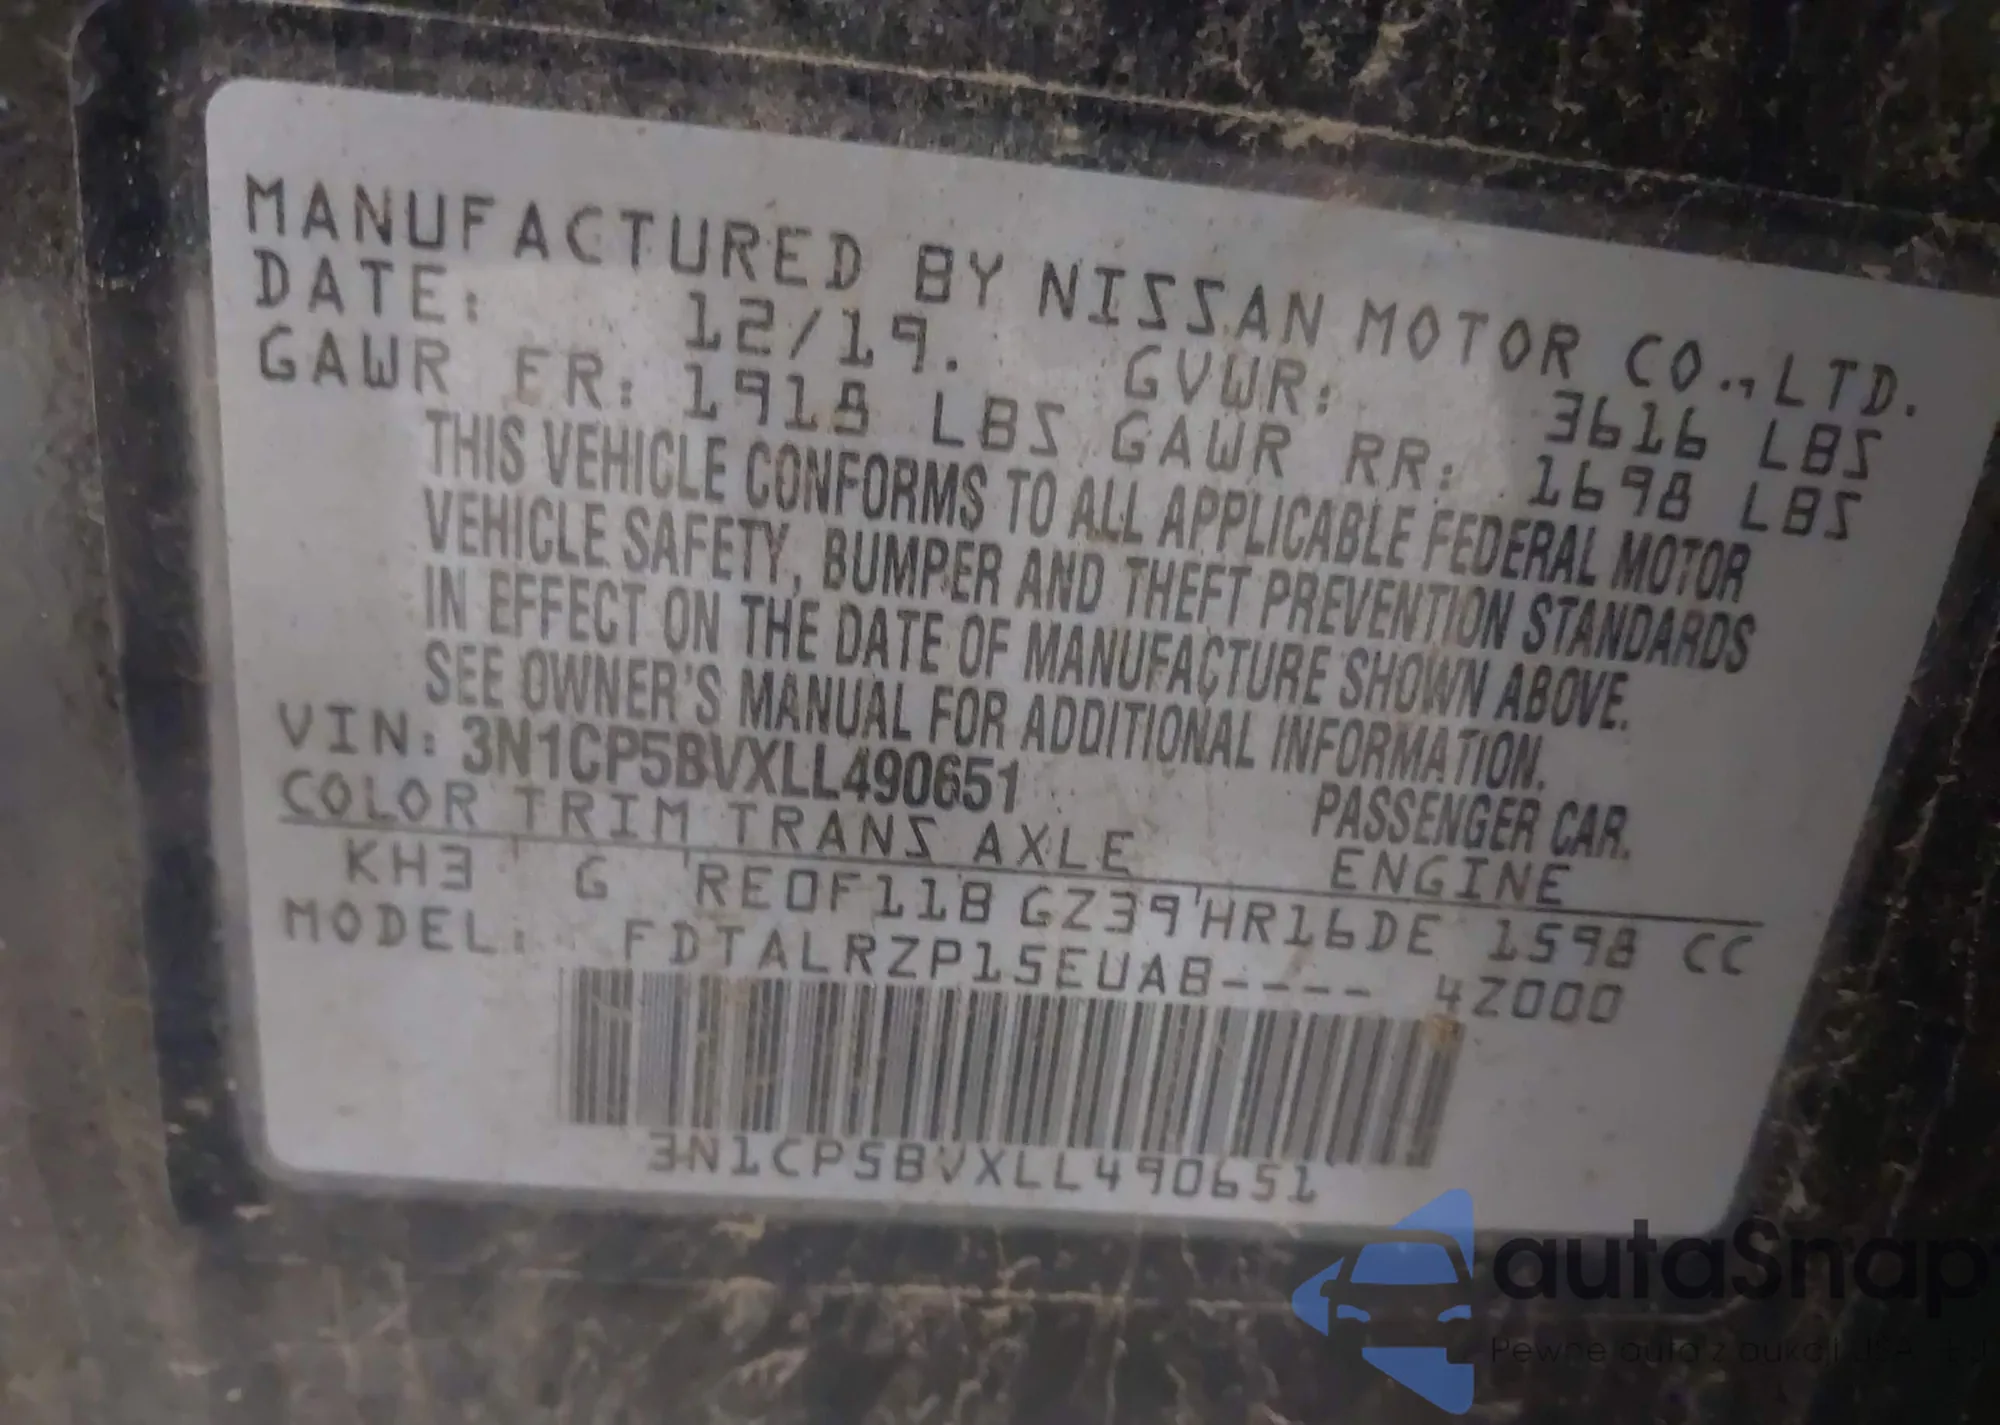 MANUFACTURED BY NISSAN MOTOR CO., LTD.
DATE: 12/19. GVWR: 3616 LBS
GAWR FR: 1918 LBS GAWR RR: 1698 LBS
THIS VEHICLE CONFORMS TO ALL APPLICABLE FEDERAL MOTOR
VEHICLE SAFETY, BUMPER AND THEFT PREVENTION STANDARDS
IN EFFECT ON THE DATE OF MANUFACTURE SHOWN ABOVE.
SEE OWNER'S MANUAL FOR ADDITIONAL INFORMATION.
VIN: 3N1CP5BVXLL490651 PASSENGER CAR.
COLOR TRIM TRANS AXLE ENGINE
KH3 G RE0F11B GZ39 HR16DE 1598 CC
MODEL: FDTALRZP15EUAB---- 4Z000
3N1CP5BVXLL490651
autaSnap
Pewne auta z